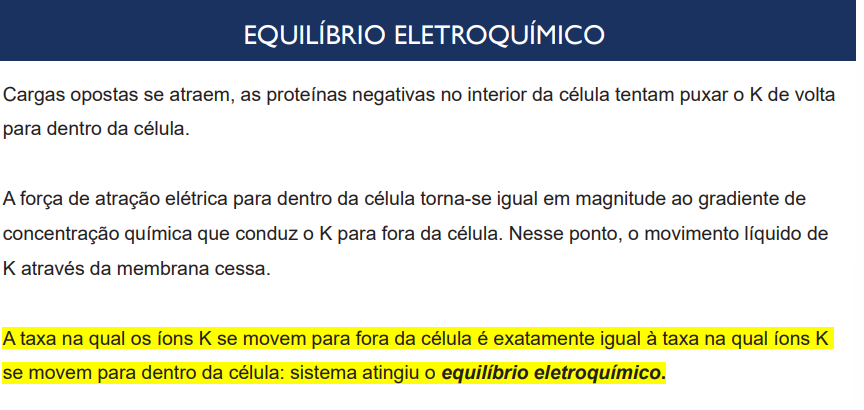 EQUILÍBRIO ELETROQUÍMICO
Cargas opostas se atraem, as proteínas negativas no interior da célula tentam puxar o K de volta
para dentro da célula.
A força de atração elétrica para dentro da célula torna-se igual em magnitude ao gradiente de
concentração química que conduz o K para fora da célula. Nesse ponto, o movimento líquido de
K através da membrana cessa.
A taxa na qual os íons K se movem para fora da célula é exatamente igual à taxa na qual íons K
se movem para dentro da célula: sistema atingiu o equilíbrio eletroquímico.